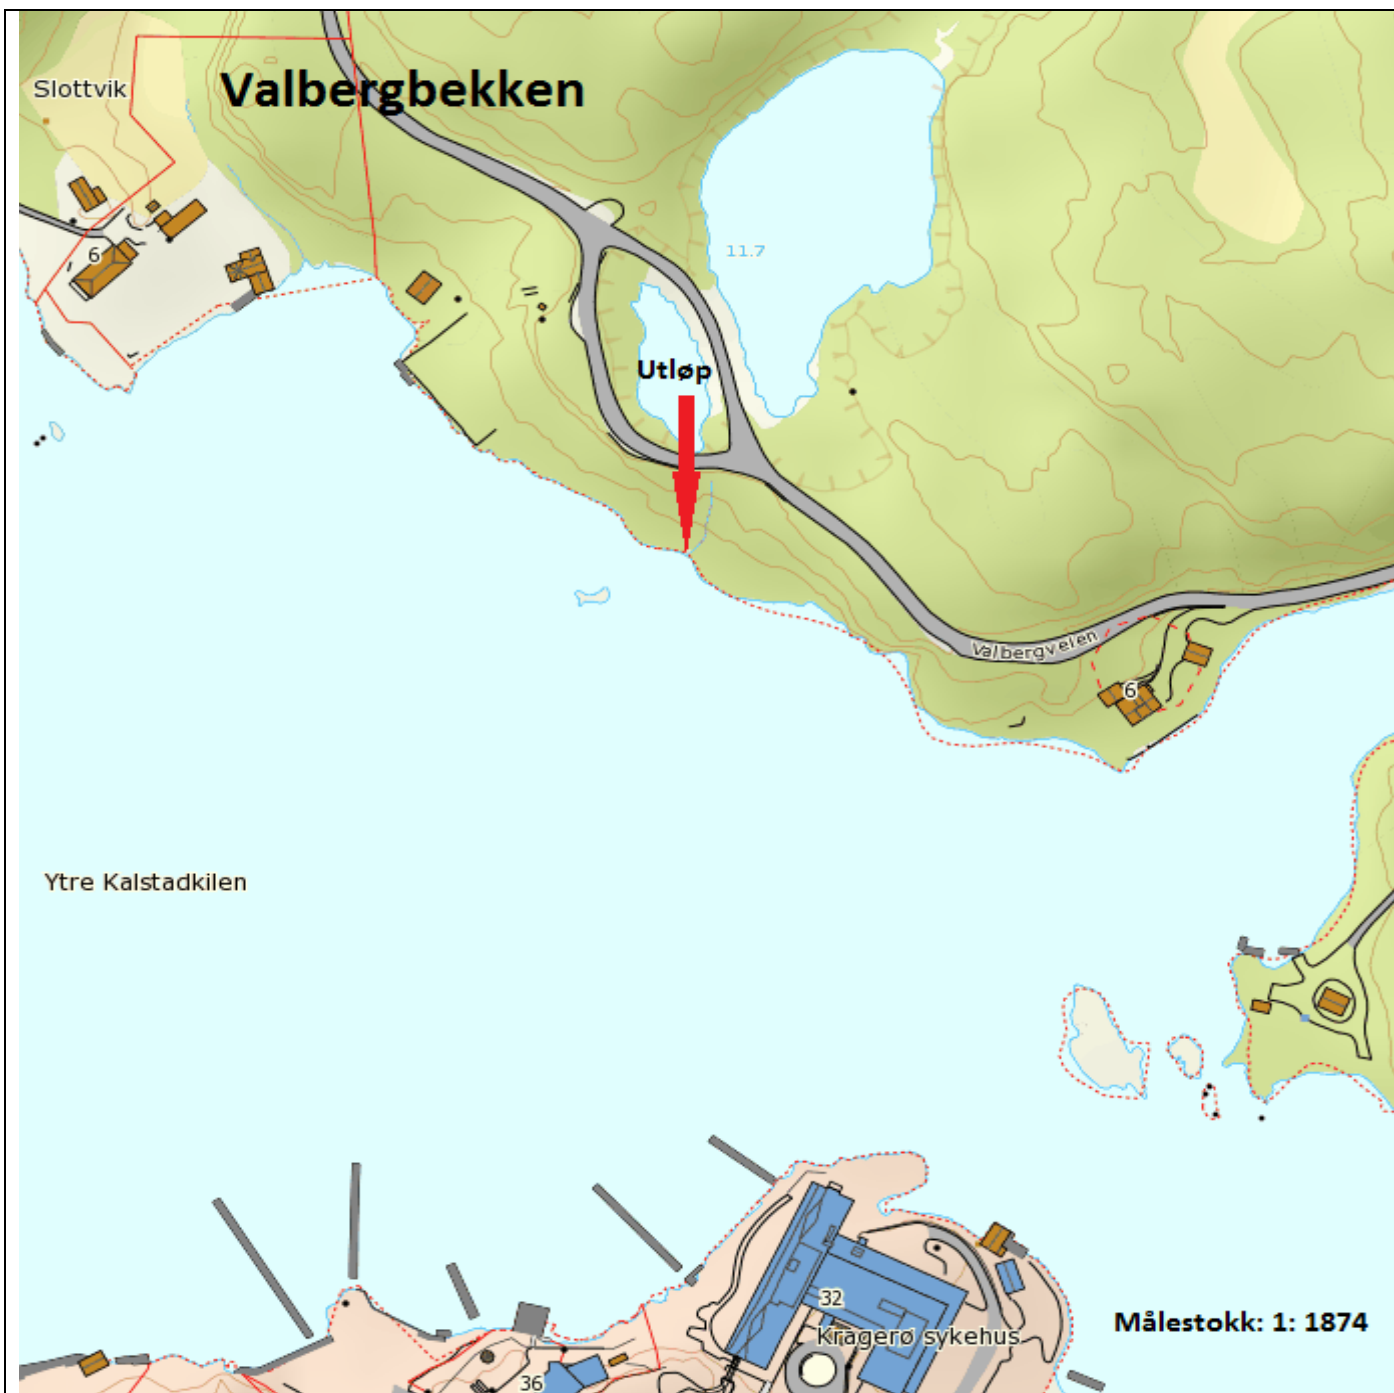 Valbergbekken
Slottvik
6
11.7
Utløp
Valbergveien
6
Ytre Kalstadkilen
32
Kragerø sykehus
Målestokk: 1: 1874
36